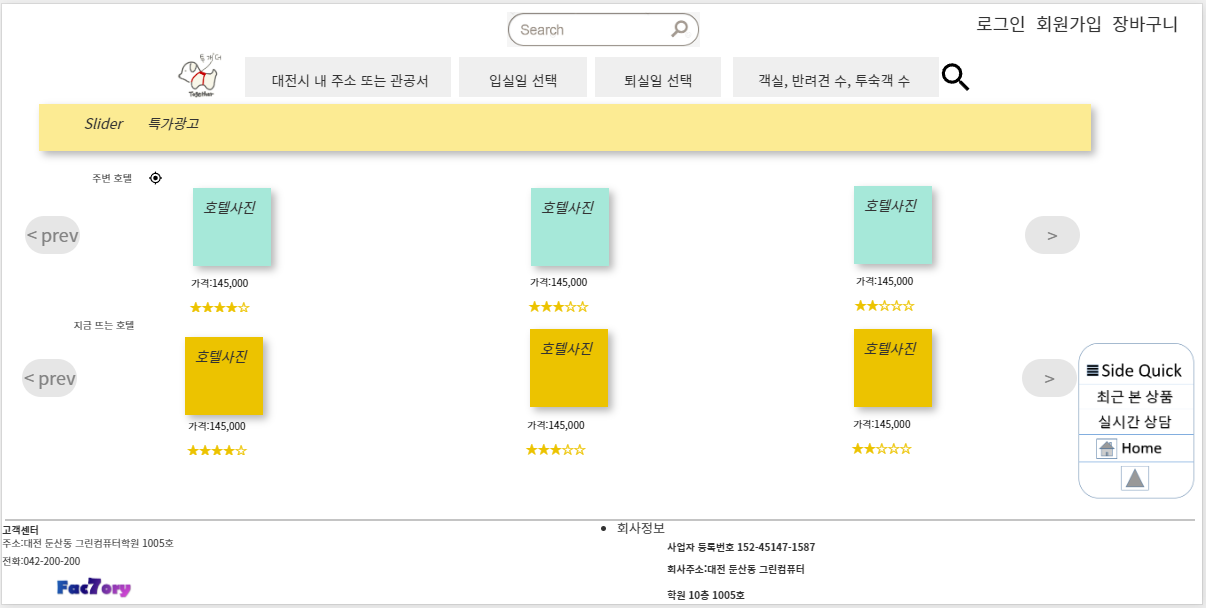 Search
로그인 회원가입 장바구니
특개더
Together
대전시 내 주소 또는 관공서
입실일 선택
퇴실일 선택
객실, 반려견 수, 투숙객 수
Slider 특가광고
주변 호텔
호텔사진
호텔사진
호텔사진
< prev
>
가격:145,000
가격:145,000
가격:145,000
★★★★☆
★★★☆☆
★★☆☆☆
지금 뜨는 호텔
호텔사진
호텔사진
호텔사진
< prev
>
가격:145,000
가격:145,000
가격:145,000
★★★★☆
★★★☆☆
★★☆☆☆
Side Quick
최근 본 상품
실시간 상담
Home
고객센터
주소:대전 둔산동 그린컴퓨터학원 1005호
전화:042-200-200
Fac7ory
• 회사정보
사업자 등록번호 152-45147-1587
회사주소:대전 둔산동 그린컴퓨터
학원 10층 1005호